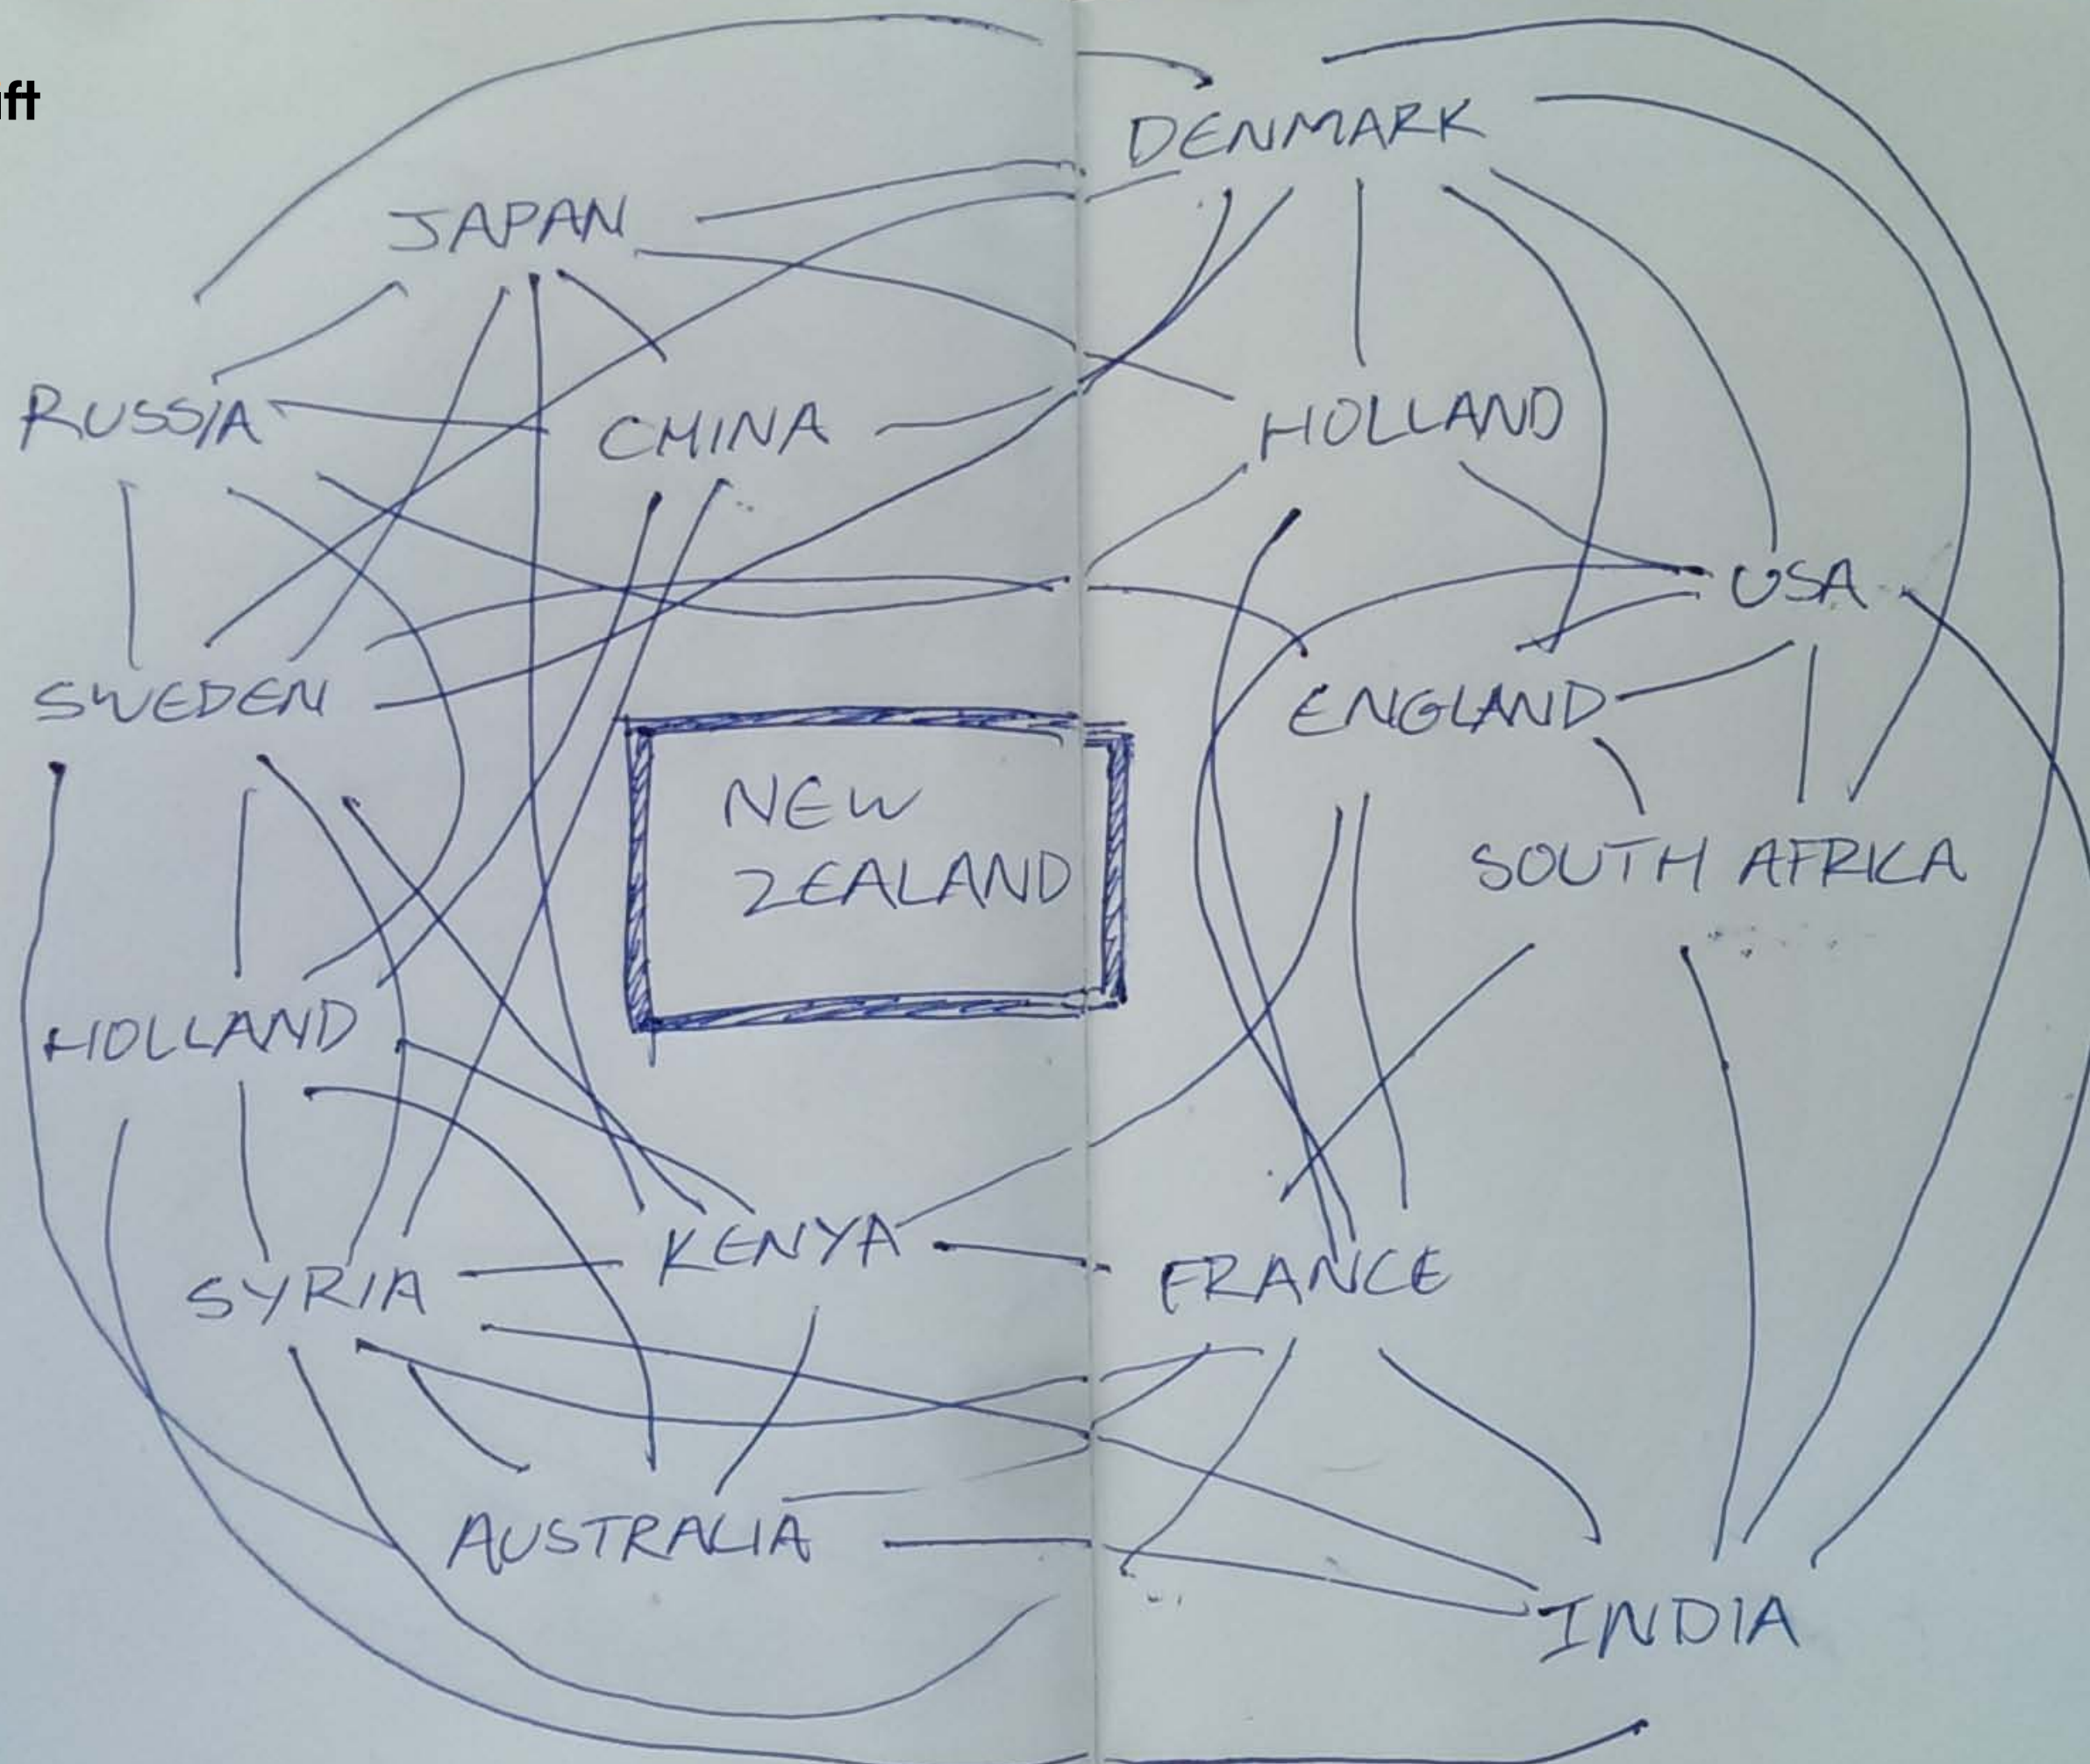 DENMARK
JAPAN
RUSSIA
CHINA
HOLLAND
USA
SWEDEN
ENGLAND
NEW
ZEALAND
SOUTH AFRICA
HOLLAND
SYRIA
KENYA
FRANCE
AUSTRALIA
INDIA